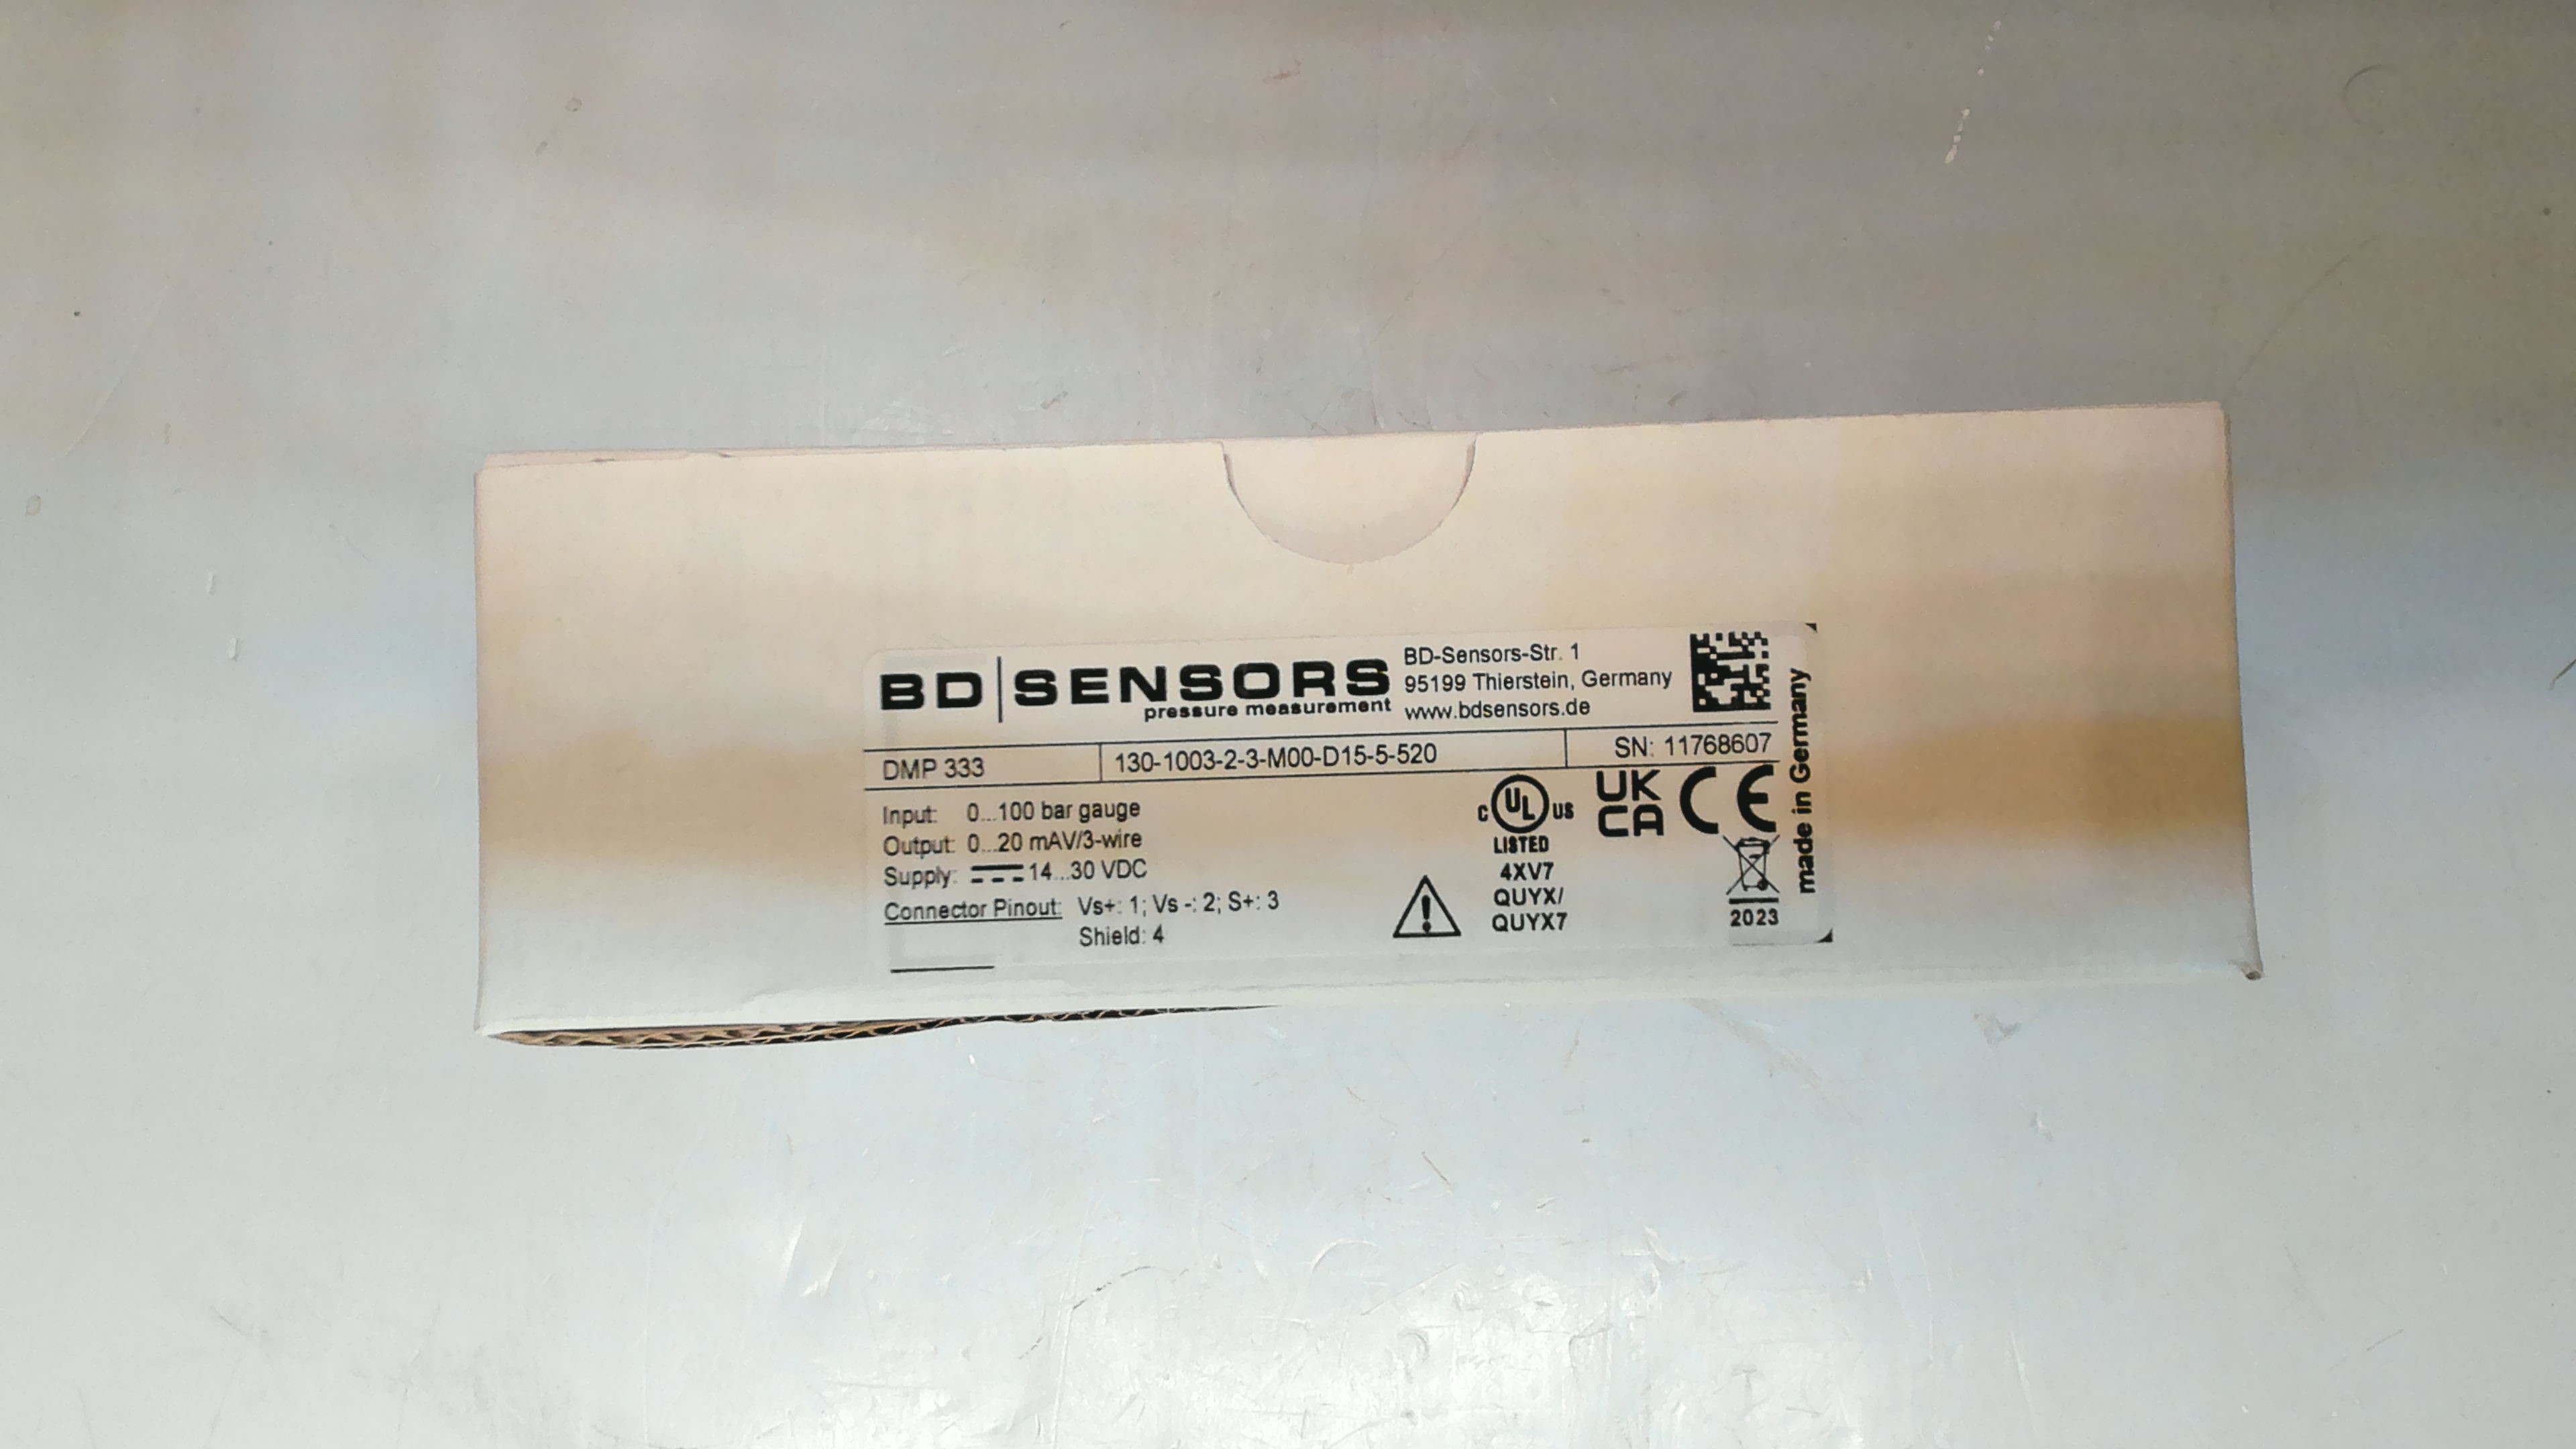 BD SENSORS
pressure measurement
BD-Sensors-Str. 1
95199 Thierstein, Germany
www.bdsensors.de
made in Germany
DMP 333 130-1003-2-3-M00-D15-5-520 SN: 11768607
Input: 0...100 bar gauge
Output: 0...20 mAV/3-wire
Supply: 14...30 VDC
Connector Pinout: Vs+: 1; Vs -: 2; S+: 3
Shield: 4
C UL US
LISTED
4XV7
QUYX/
QUYX7
UK
CA
CE
2023